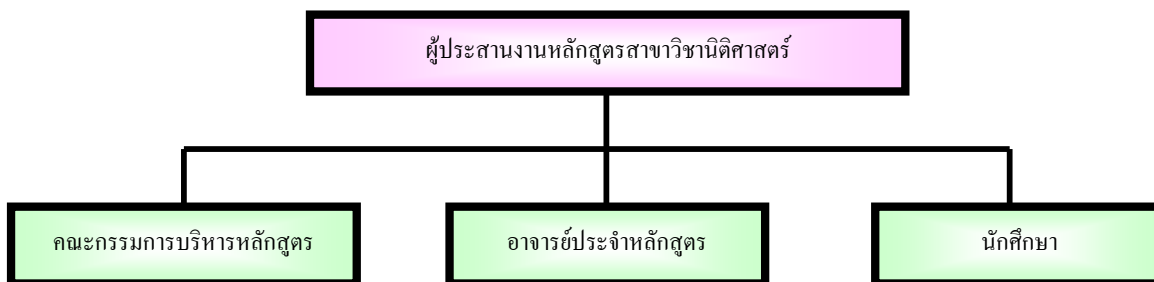 ผู้ประสานงานหลักสูตรสาขาวิชานิติศาสตร์
คณะกรรมการบริหารหลักสูตร
อาจารย์ประจำหลักสูตร
นักศึกษา